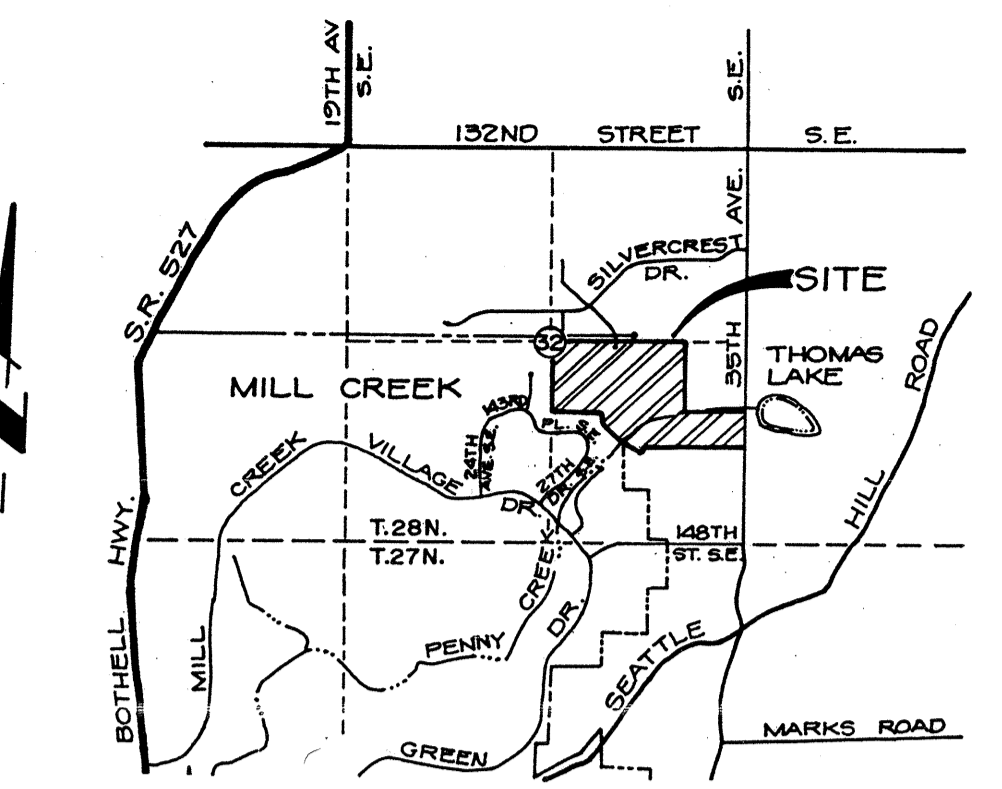 19TH AV
S.E.
S.E.
132ND STREET S.E.
AVE.
S.R. 527
SILVERCREST
DR.
SITE
32
35TH
THOMAS
LAKE
ROAD
MILL CREEK
143RD
PL. S.E.
24TH
AVE. S.E.
27TH
DR. S.E.
CREEK
VILLAGE
DR.
HILL
T.28N.
T.27N.
148TH
ST. S.E.
HWY.
CREEK
DR.
PENNY
SEATTLE
MILL
BOTHELL
GREEN
MARKS ROAD